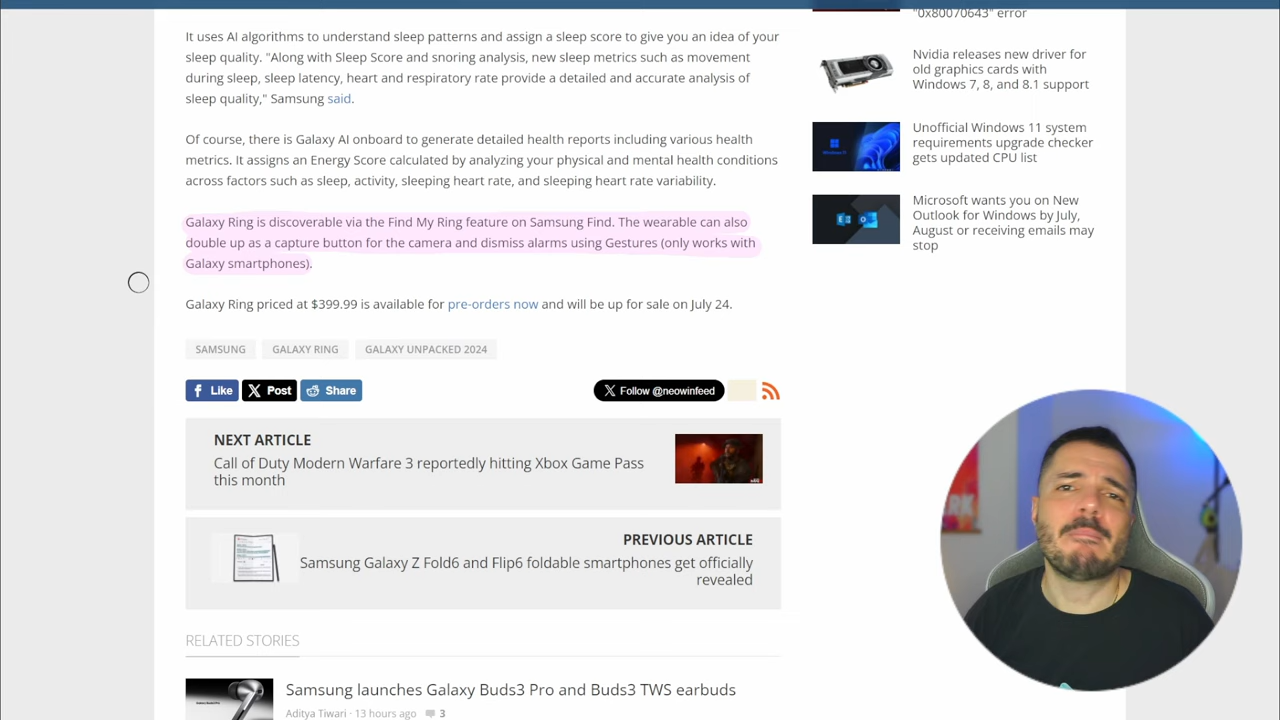 It uses AI algorithms to understand sleep patterns and assign a sleep score to give you an idea of your
sleep quality. "Along with Sleep Score and snoring analysis, new sleep metrics such as movement
during sleep, sleep latency, heart and respiratory rate provide a detailed and accurate analysis of
sleep quality," Samsung said.
Of course, there is Galaxy AI onboard to generate detailed health reports including various health
metrics. It assigns an Energy Score calculated by analyzing your physical and mental health conditions
across factors such as sleep, activity, sleeping heart rate, and sleeping heart rate variability.
Galaxy Ring is discoverable via the Find My Ring feature on Samsung Find. The wearable can also
double up as a capture button for the camera and dismiss alarms using Gestures (only works with
Galaxy smartphones).
Galaxy Ring priced at $399.99 is available for pre-orders now and will be up for sale on July 24.
SAMSUNG
GALAXY RING
GALAXY UNPACKED 2024
Like
Post
Share
Follow @neowinfeed
NEXT ARTICLE
Call of Duty Modern Warfare 3 reportedly hitting Xbox Game Pass
this month
PREVIOUS ARTICLE
Samsung Galaxy Z Fold6 and Flip6 foldable smartphones get officially
revealed
RELATED STORIES
Samsung launches Galaxy Buds3 Pro and Buds3 TWS earbuds
Aditya Tiwari · 13 hours ago 3
"0x80070643" error
Nvidia releases new driver for
old graphics cards with
Windows 7, 8, and 8.1 support
Unofficial Windows 11 system
requirements upgrade checker
gets updated CPU list
Microsoft wants you on New
Outlook for Windows by July,
August or receiving emails may
stop